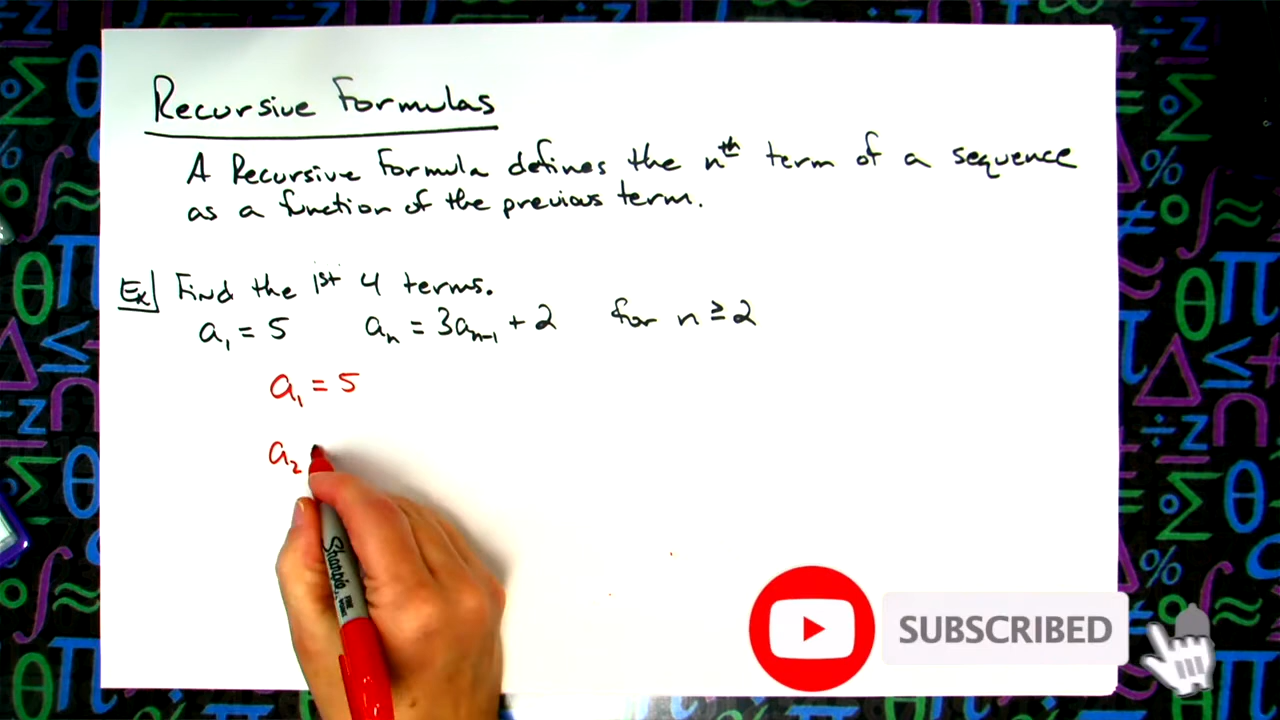 Recursive Formulas
A Recursive Formula defines the nth term of a sequence
as a function of the previous term.
Ex Find the 1st 4 terms.
a₁ = 5 aₙ = 3aₙ₋₁ + 2 for n ≥ 2
a₁ = 5
a₂
Sharpie
SUBSCRIBED